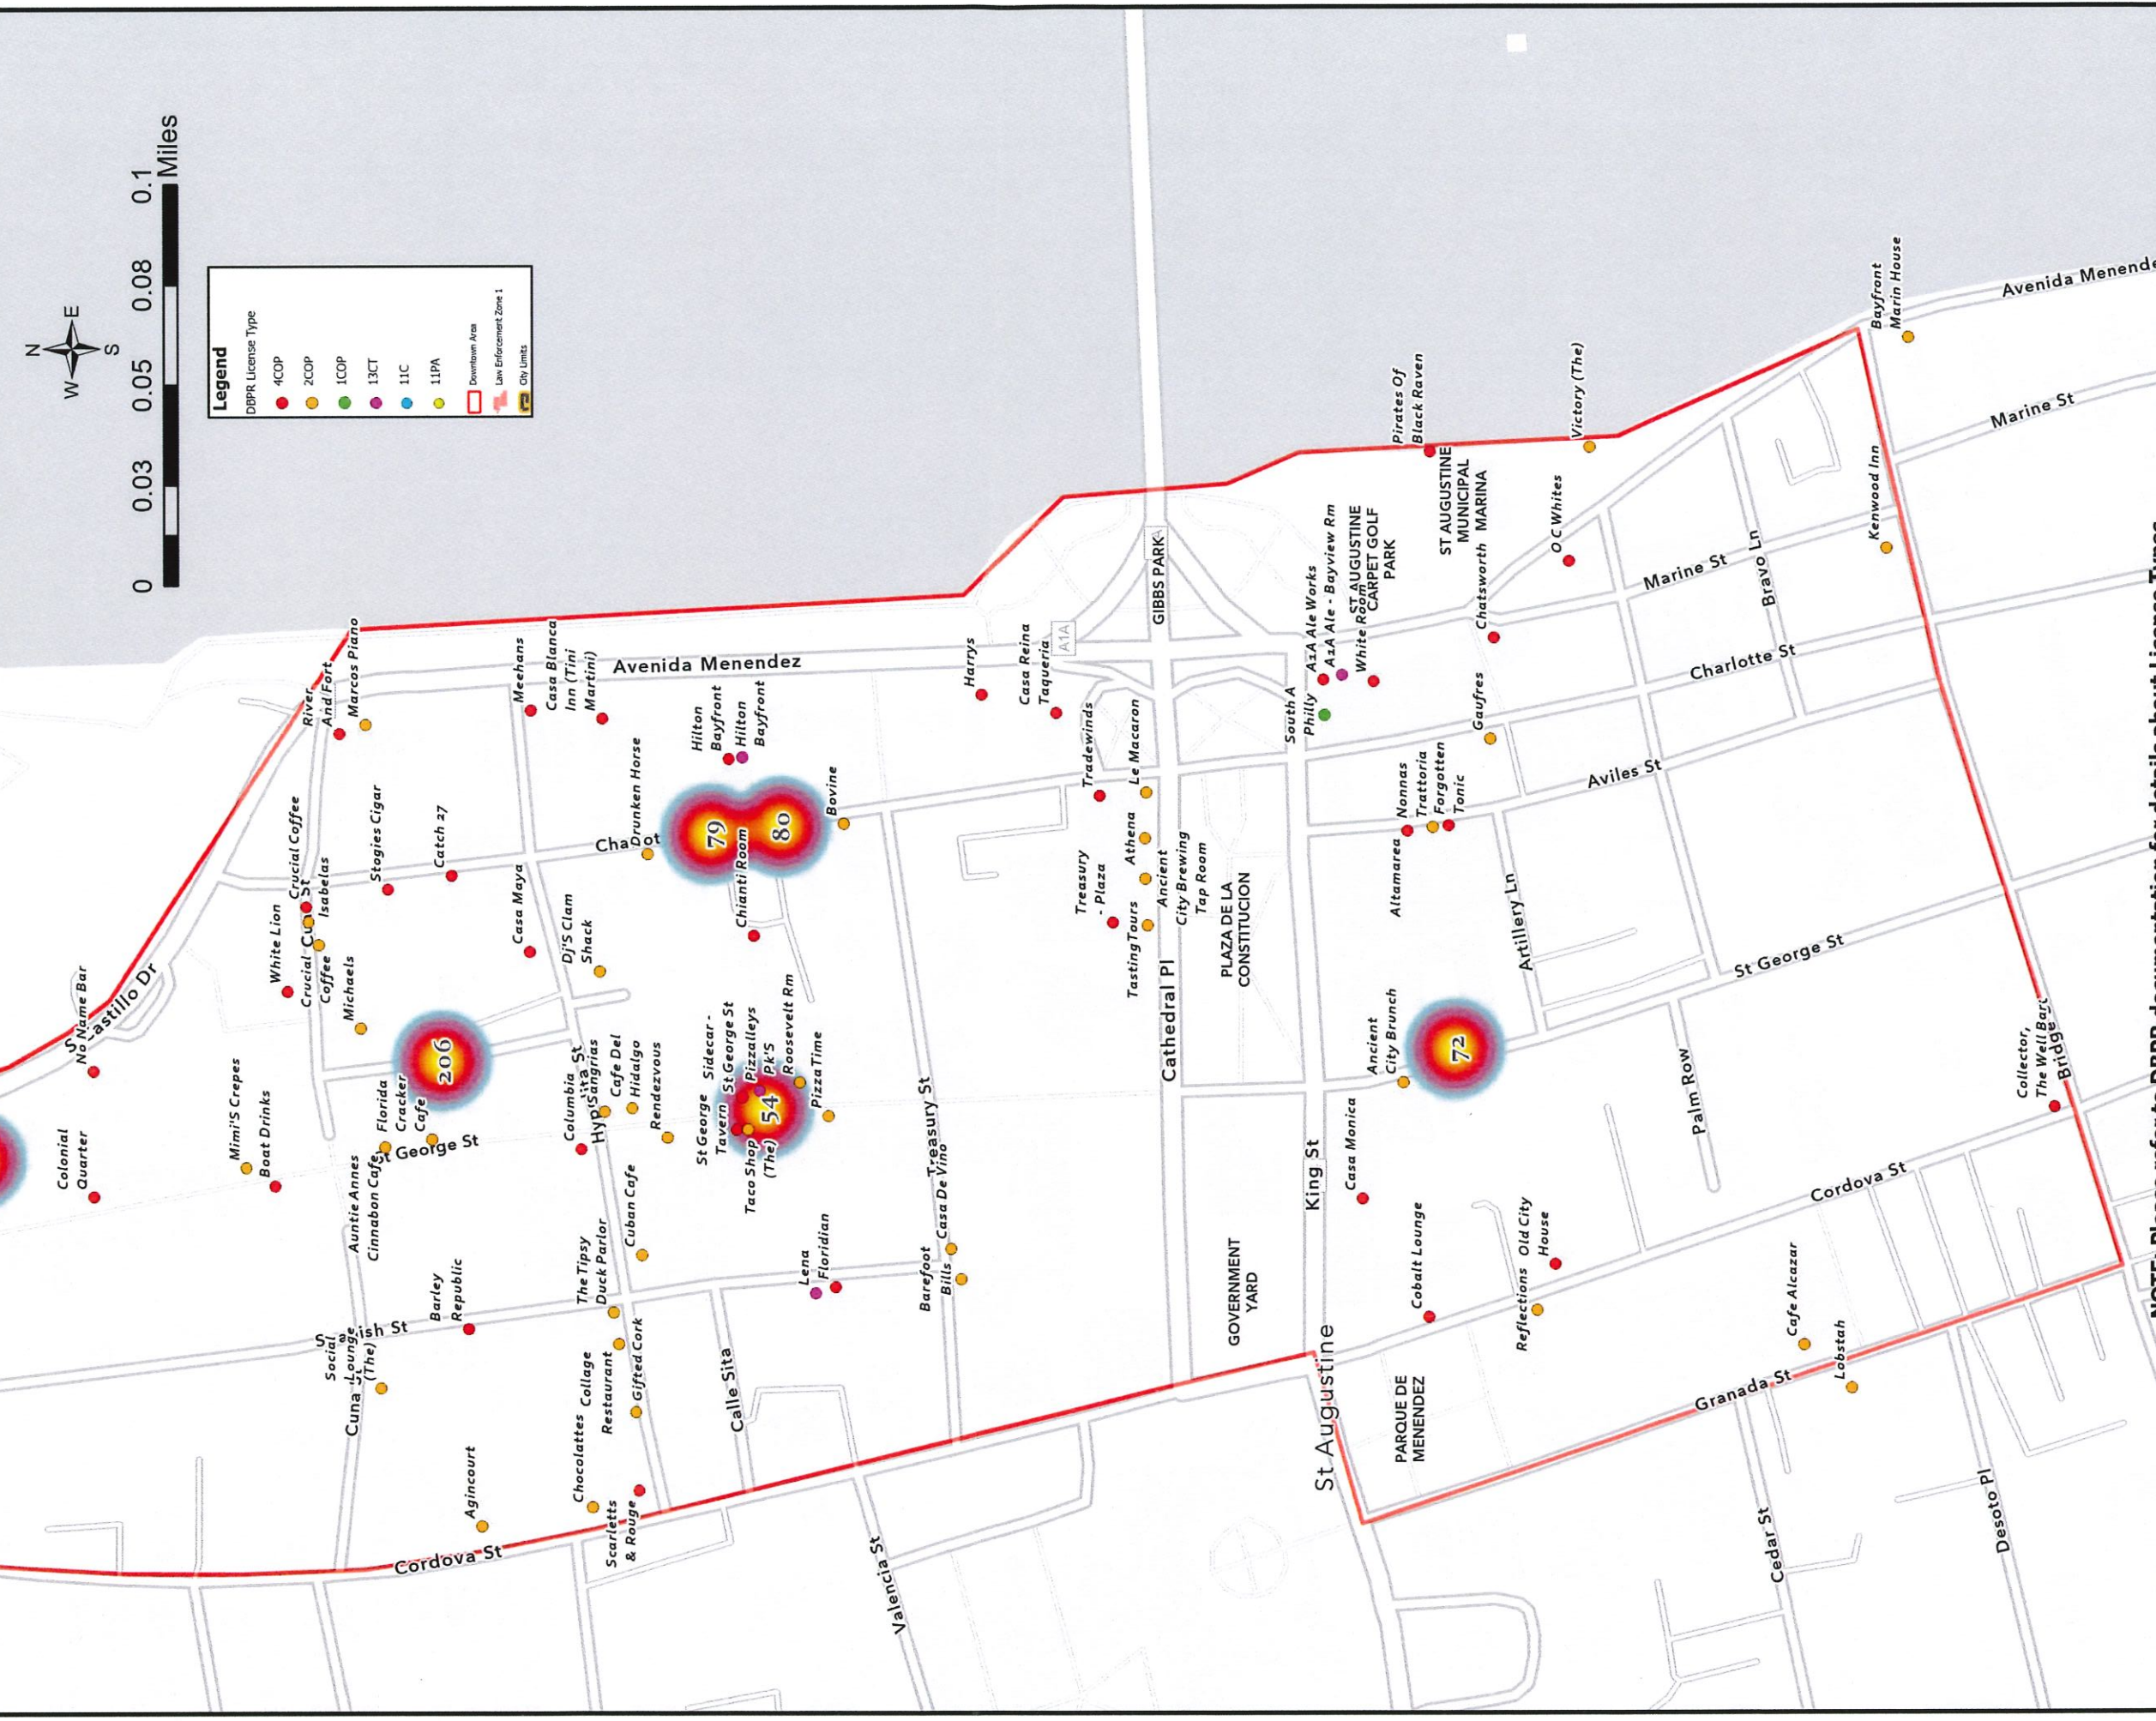 N
W
E
S
0
0.03
0.05
0.08
0.1
Miles
Legend
DBPR License Type
4COP
2COP
1COP
13CT
11C
11PA
Downtown Area
Law Enforcement Zone 1
City Limits
S Castillo Dr
No Name Bar
Colonial
Quarter
Mimi'S Crepes
Boat Drinks
White Lion
Crucial Coffee
Isabelas
Crucial
Coffee
Michaels
River
And Fort
Marcos Piano
Stogies Cigar
Catch 27
206
Florida
Cracker
Cafe
St George St
Auntie Annes
Cinnabon Cafe
Social
Lounge
(The)
Cuna St
Barley
Republic
Agincourt
Cordova St
Meehans
Casa Blanca
Inn (Tini
Martini)
Avenida Menendez
Casa Maya
Dj'S Clam
Shack
Drunken Horse
Hilton
Bayfront
Hilton
Bayfront
79
80
Chianti Room
Bovine
Columbia
Sangrias
Cafe Del
Hidalgo
Rendezvous
St George
Tavern
Sidecar -
St George St
Pizzalleys
Pk'S
Roosevelt Rm
54
Taco Shop
(The)
Pizza Time
The Tipsy
Duck Parlor
Cuban Cafe
Collage
Restaurant
Gifted Cork
Chocolattes
Scarletts
& Rouge
Calle Sita
Lena
Floridian
Treasury St
Casa De Vino
Barefoot
Bills
Valencia St
Harrys
Casa Reina
Taqueria
A1A
Tradewinds
Le Macaron
Treasury
- Plaza
Athena
Ancient
City Brewing
Tap Room
Tasting Tours
Cathedral Pl
GIBBS PARK
PLAZA DE LA
CONSTITUCION
GOVERNMENT
YARD
King St
St Augustine
South A
Philly
A1A Ale Works
A1A Ale - Bayview Rm
White Room
ST AUGUSTINE
CARPET GOLF
PARK
Pirates Of
Black Raven
ST AUGUSTINE
MUNICIPAL
MARINA
Chatsworth
Victory (The)
O C Whites
Gaufres
Nonnas
Trattoria
Forgotten
Tonic
Altamarea
Ancient
City Brunch
72
Casa Monica
Cobalt Lounge
Reflections
Old City
House
PARQUE DE
MENENDEZ
Artillery Ln
Aviles St
Charlotte St
Marine St
Bravo Ln
St George St
Palm Row
Cordova St
Granada St
Cafe Alcazar
Lobstah
Cedar St
Desoto Pl
Kenwood Inn
Bayfront
Marin House
Avenida Menende
Marine St
Collector,
The Well Bar
Bridge